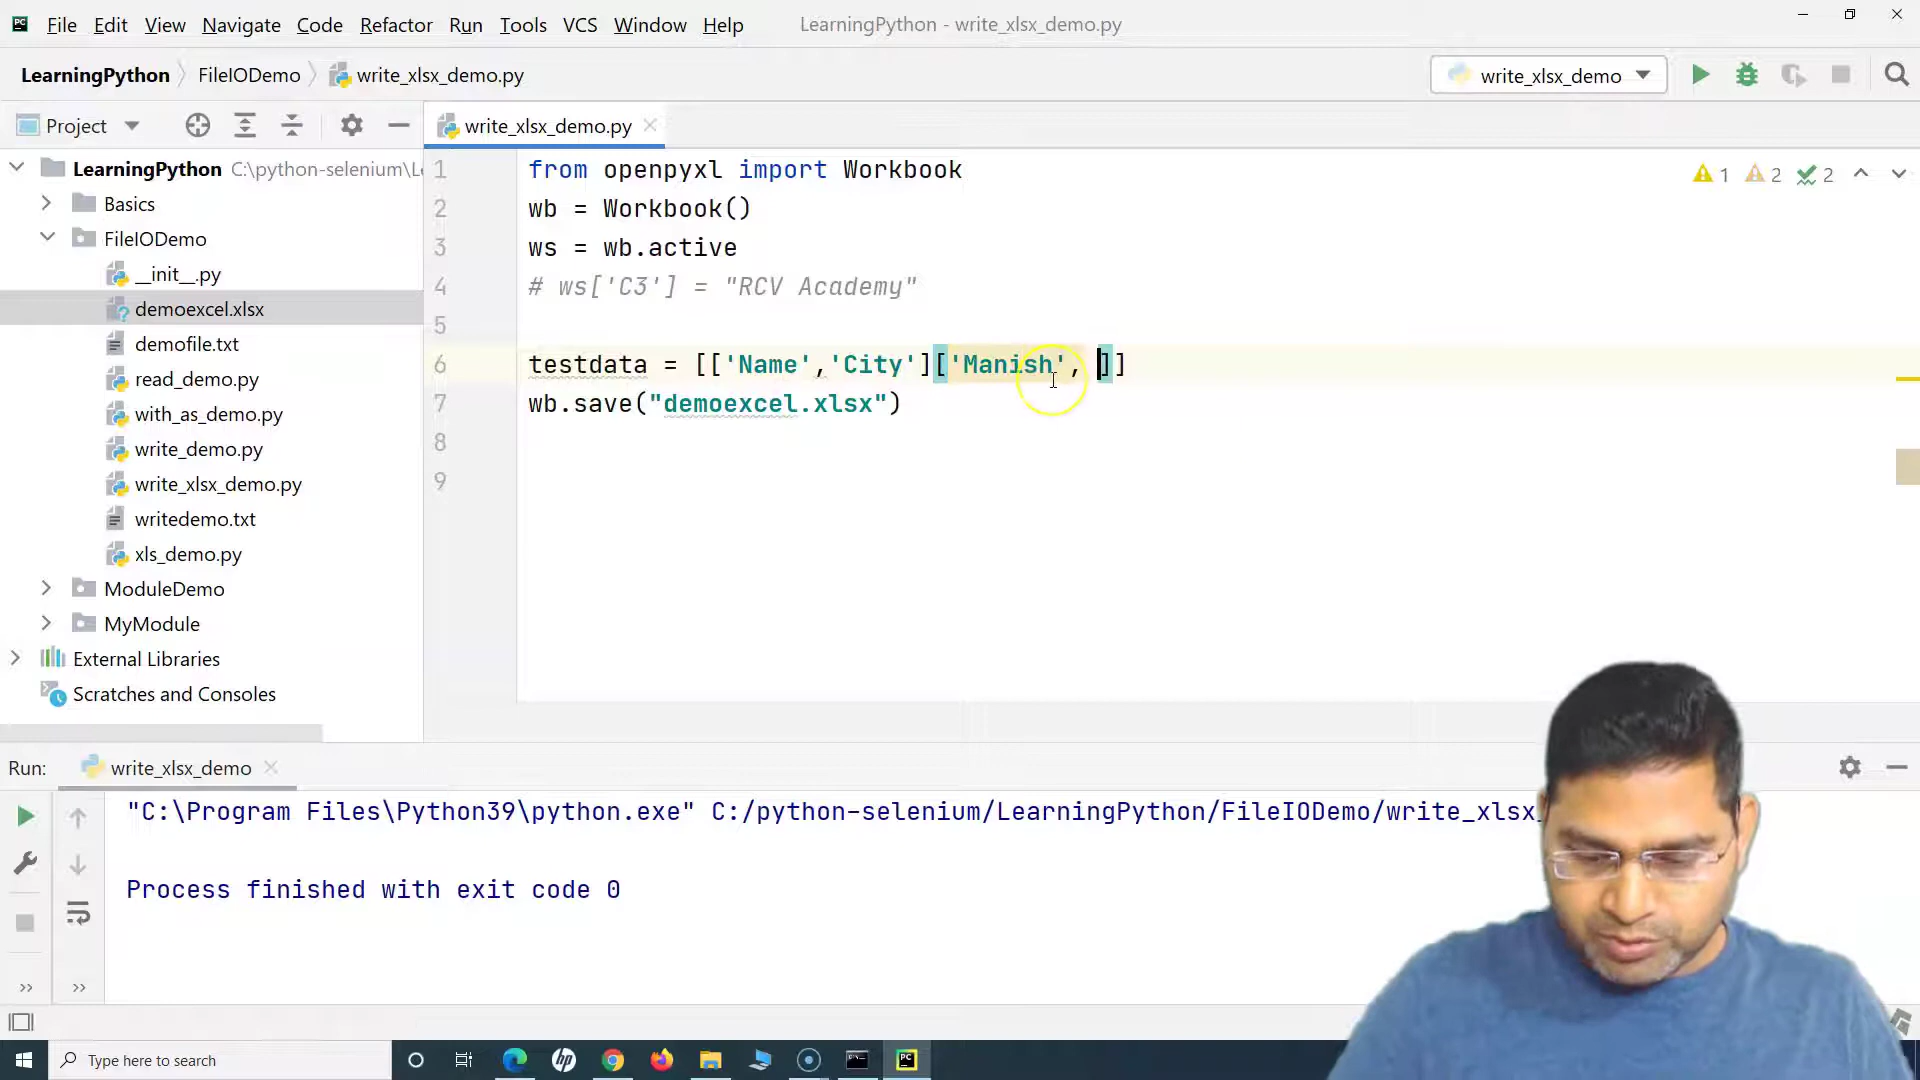 File Edit View Navigate Code Refactor Run Tools VCS Window Help LearningPython - write_xlsx_demo.py
LearningPython FileIODemo write_xlsx_demo.py write_xlsx_demo
Project write_xlsx_demo.py
LearningPython C:\python-selenium\L
Basics
FileIODemo
__init__.py
demoexcel.xlsx
demofile.txt
read_demo.py
with_as_demo.py
write_demo.py
write_xlsx_demo.py
writedemo.txt
xls_demo.py
ModuleDemo
MyModule
External Libraries
Scratches and Consoles
1 from openpyxl import Workbook
2 wb = Workbook()
3 ws = wb.active
4 # ws['C3'] = "RCV Academy"
5
6 testdata = [['Name','City']['Manish', ]]
7 wb.save("demoexcel.xlsx")
8
9
1 2 2
Run: write_xlsx_demo
"C:\Program Files\Python39\python.exe" C:/python-selenium/LearningPython/FileIODemo/write_xlsx
Process finished with exit code 0
Type here to search
hp
PC